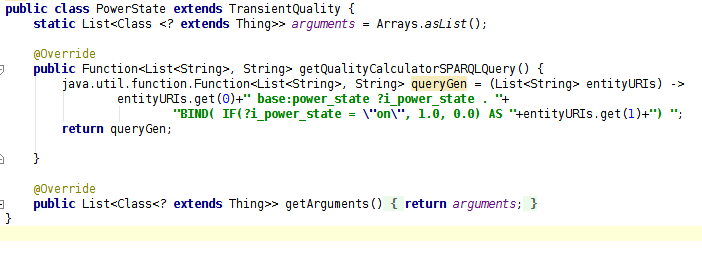 public class PowerState extends TransientQuality {
    static List<Class <? extends Thing>> arguments = Arrays.asList();
    @Override
    public Function<List<String>, String> getQualityCalculatorSPARQLQuery() {
        java.util.function.Function<List<String>, String> queryGen = (List<String> entityURIs) ->
                entityURIs.get(0)+" base:power_state ?i_power_state . "+
                        "BIND( IF(?i_power_state = \"on\", 1.0, 0.0) AS "+entityURIs.get(1)+") ";
        return queryGen;
    }
    @Override
    public List<Class<? extends Thing>> getArguments() { return arguments; }
}